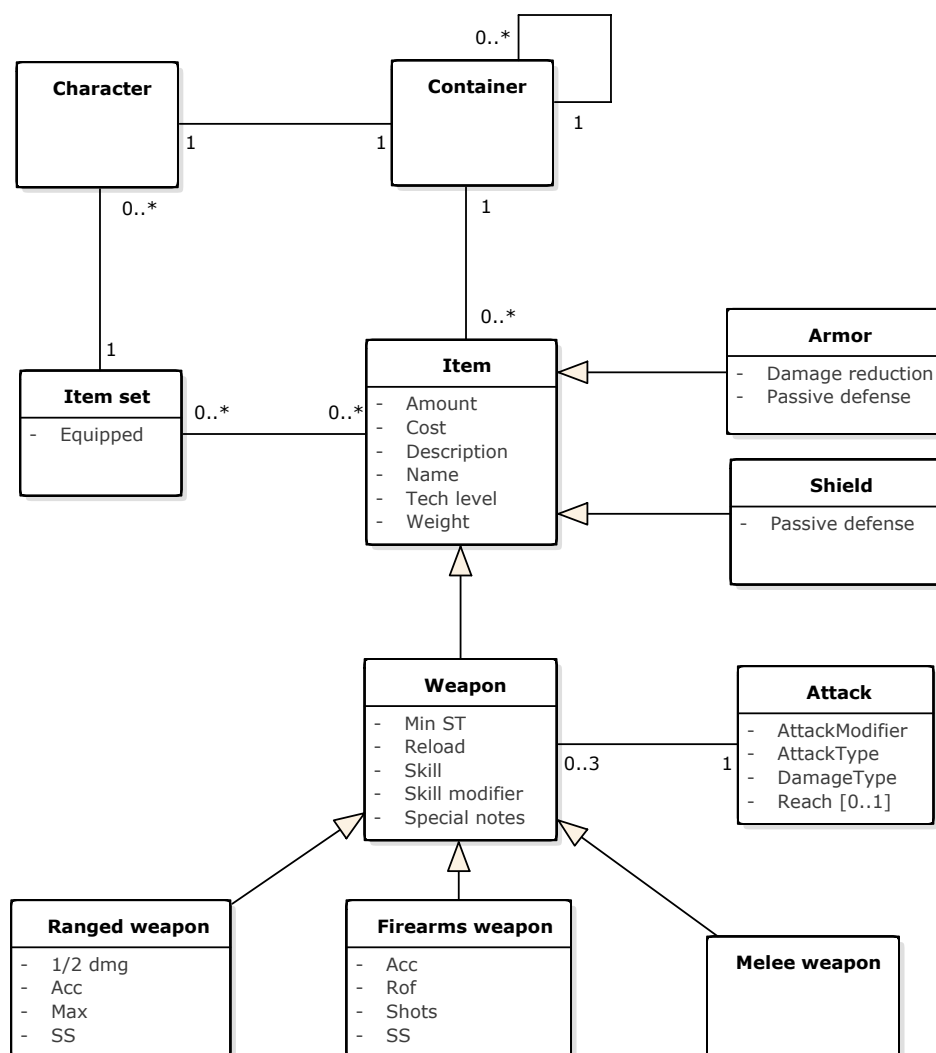 0..*
Character
Container
1
1
1
0..*
1
0..*
1
Item
Armor
- Amount
- Cost
- Description
- Name
- Tech level
- Weight
- Damage reduction
- Passive defense
Item set
- Equipped
0..*
0..*
Shield
- Passive defense
Weapon
- Min ST
- Reload
- Skill
- Skill modifier
- Special notes
Attack
- AttackModifier
- AttackType
- DamageType
- Reach [0..1]
0..3
1
Ranged weapon
- 1/2 dmg
- Acc
- Max
- SS
Firearms weapon
- Acc
- Rof
- Shots
- SS
Melee weapon